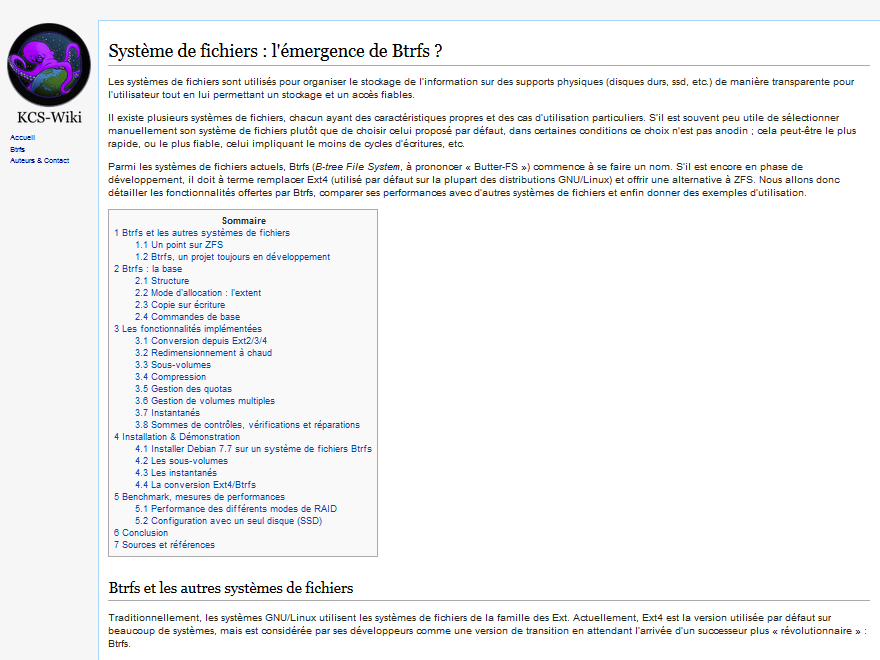 KCS-Wiki
Accueil
Btrfs
Auteurs & Contact
Système de fichiers : l'émergence de Btrfs ?
Les systèmes de fichiers sont utilisés pour organiser le stockage de l'information sur des supports physiques (disques durs, ssd, etc.) de manière transparente pour
l'utilisateur tout en lui permettant un stockage et un accès fiables.
Il existe plusieurs systèmes de fichiers, chacun ayant des caractéristiques propres et des cas d'utilisation particuliers. S'il est souvent peu utile de sélectionner
manuellement son système de fichiers plutôt que de choisir celui proposé par défaut, dans certaines conditions ce choix n'est pas anodin ; cela peut-être le plus
rapide, ou le plus fiable, celui impliquant le moins de cycles d'écritures, etc.
Parmi les systèmes de fichiers actuels, Btrfs (B-tree File System, à prononcer « Butter-FS ») commence à se faire un nom. S'il est encore en phase de
développement, il doit à terme remplacer Ext4 (utilisé par défaut sur la plupart des distributions GNU/Linux) et offrir une alternative à ZFS. Nous allons donc
détailler les fonctionnalités offertes par Btrfs, comparer ses performances avec d'autres systèmes de fichiers et enfin donner des exemples d'utilisation.
Sommaire
1 Btrfs et les autres systèmes de fichiers
1.1 Un point sur ZFS
1.2 Btrfs, un projet toujours en développement
2 Btrfs : la base
2.1 Structure
2.2 Mode d'allocation : l'extent
2.3 Copie sur écriture
2.4 Commandes de base
3 Les fonctionnalités implémentées
3.1 Conversion depuis Ext2/3/4
3.2 Redimensionnement à chaud
3.3 Sous-volumes
3.4 Compression
3.5 Gestion des quotas
3.6 Gestion de volumes multiples
3.7 Instantanés
3.8 Sommes de contrôles, vérifications et réparations
4 Installation & Démonstration
4.1 Installer Debian 7.7 sur un système de fichiers Btrfs
4.2 Les sous-volumes
4.3 Les instantanés
4.4 La conversion Ext4/Btrfs
5 Benchmark, mesures de performances
5.1 Performance des différents modes de RAID
5.2 Configuration avec un seul disque (SSD)
6 Conclusion
7 Sources et références
Btrfs et les autres systèmes de fichiers
Traditionnellement, les systèmes GNU/Linux utilisent les systèmes de fichiers de la famille des Ext. Actuellement, Ext4 est la version utilisée par défaut sur
beaucoup de systèmes, mais est considérée par ses développeurs comme une version de transition en attendant l'arrivée d'un successeur plus « révolutionnaire » :
Btrfs.